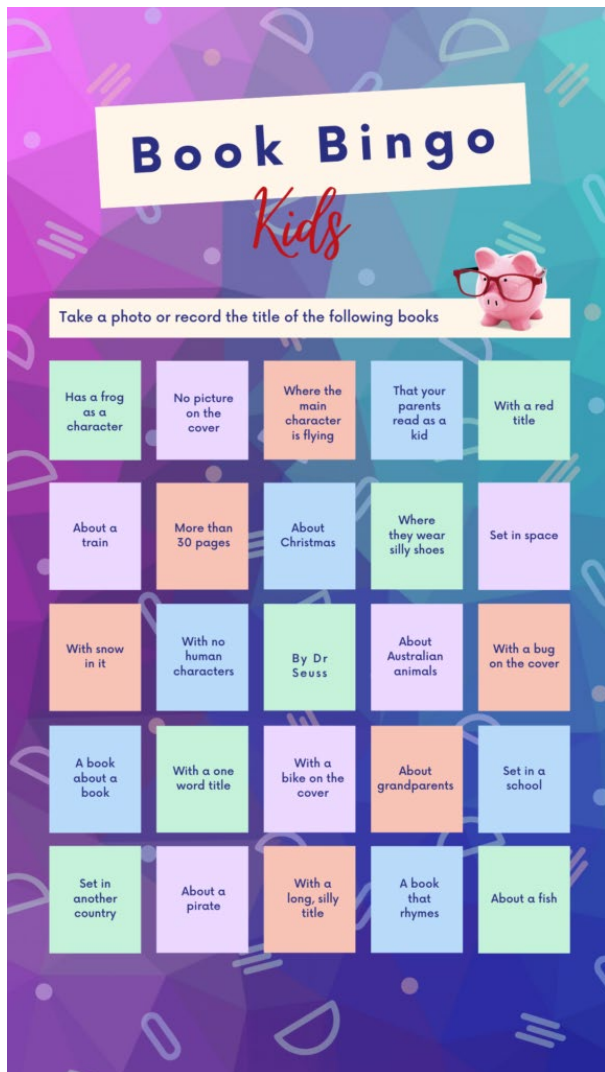 Book Bingo
Kids
Take a photo or record the title of the following books
Has a frog
as a
character
No picture
on the
cover
Where the
main
character
is flying
That your
parents
read as a
kid
With a red
title
About a
train
More than
30 pages
About
Christmas
Where
they wear
silly shoes
Set in space
With snow
in it
With no
human
characters
By Dr
Seuss
About
Australian
animals
With a bug
on the cover
A book
about a
book
With a one
word title
With a
bike on the
cover
About
grandparents
Set in a
school
Set in
another
country
About a
pirate
With a
long, silly
title
A book
that
rhymes
About a fish